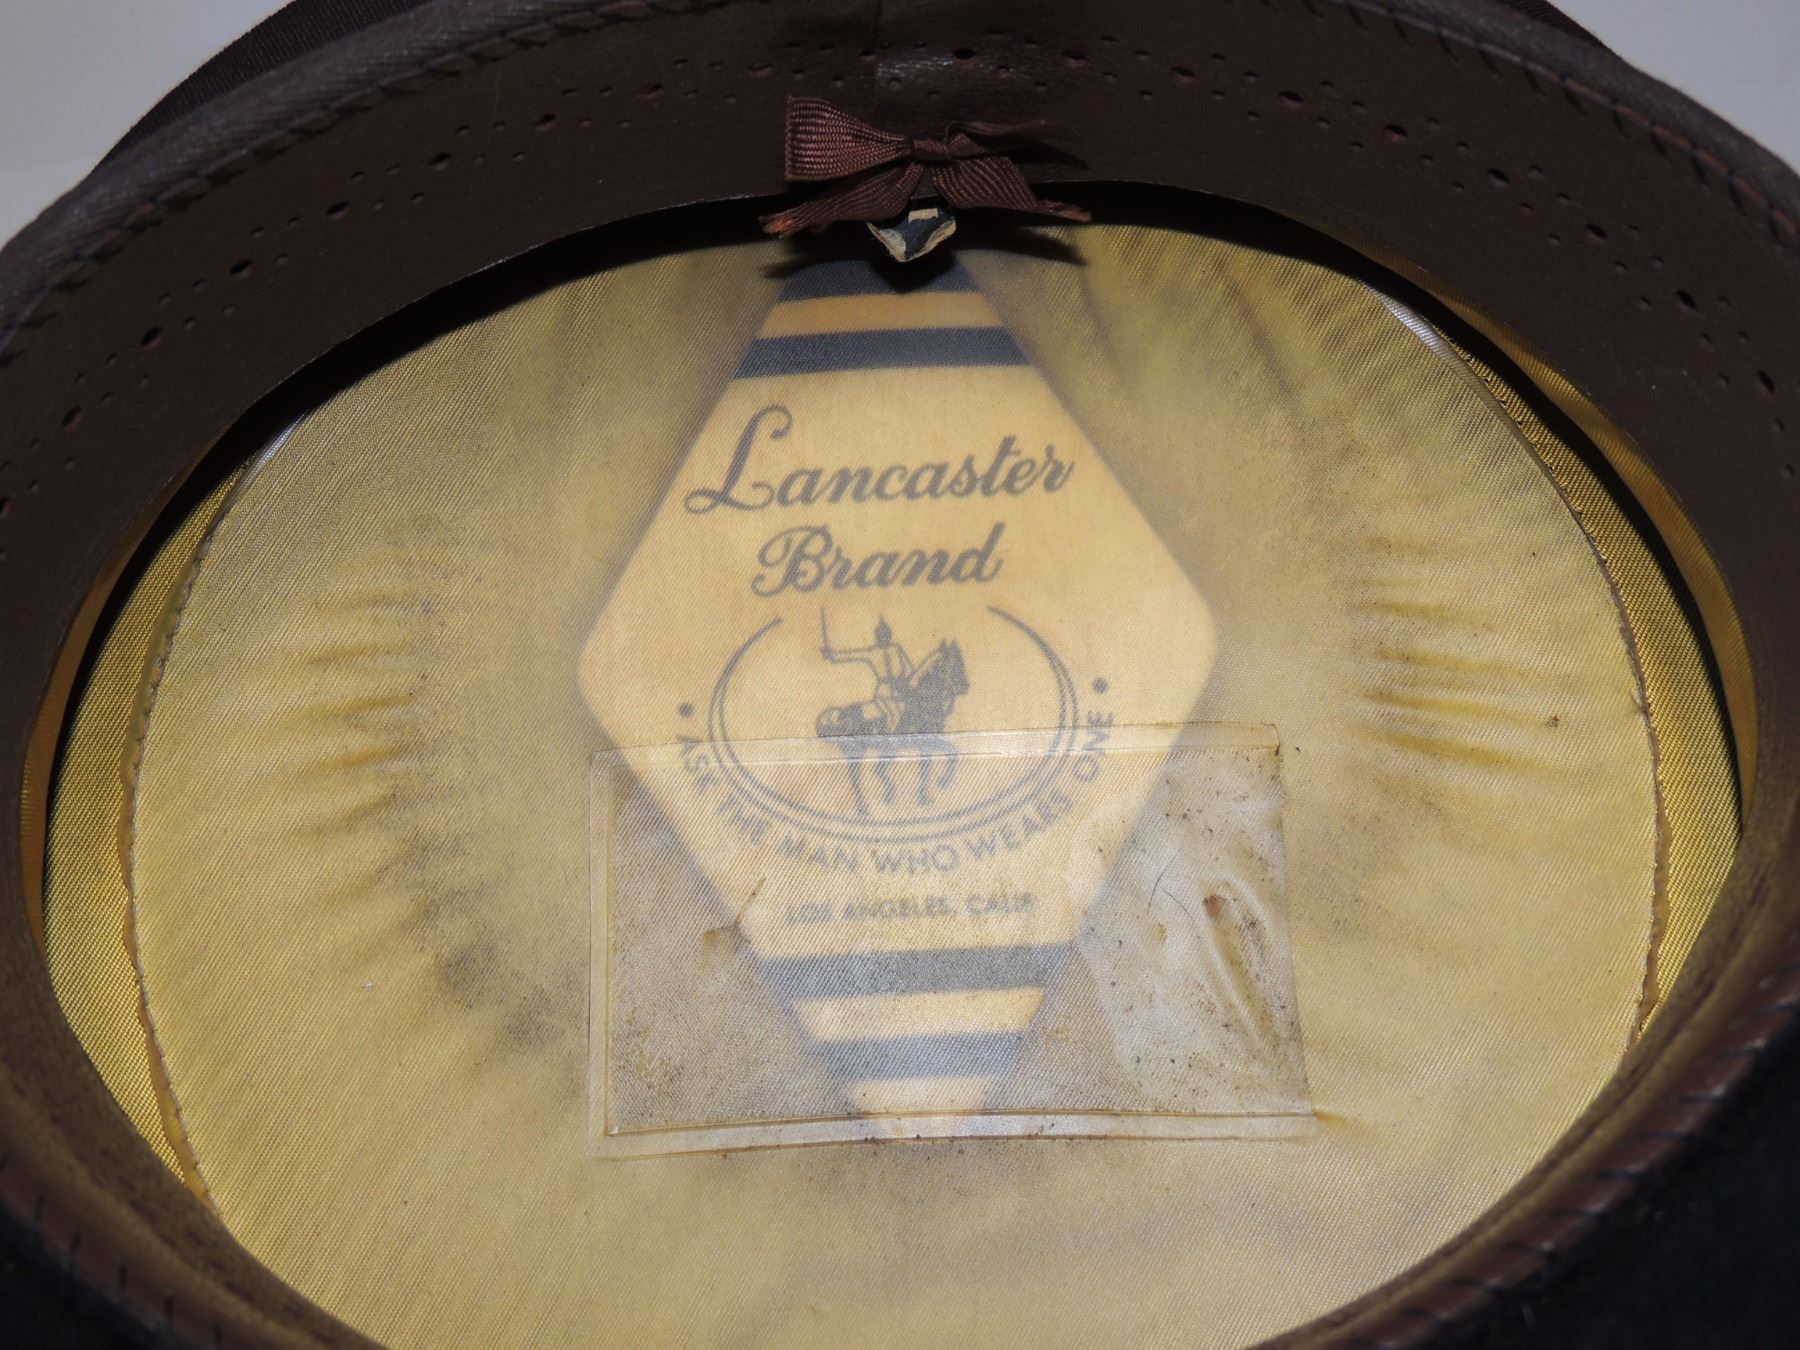 Lancaster
Brand
• ASK THE MAN WHO WEARS ONE •
LOS ANGELES, CALIF.